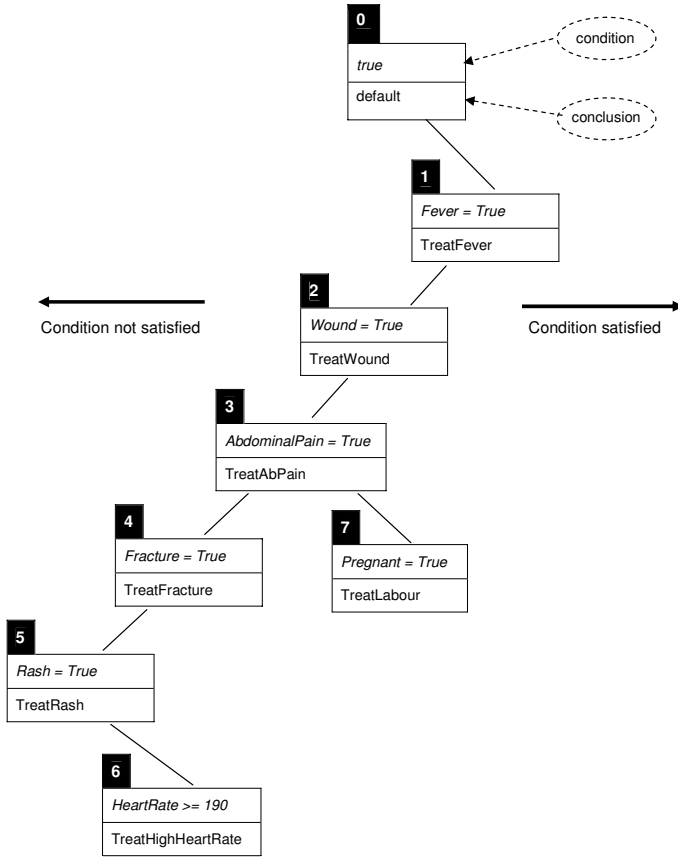 0
true
condition
default
conclusion
1
Fever = True
TreatFever
2
Wound = True
TreatWound
Condition not satisfied
Condition satisfied
3
AbdominalPain = True
TreatAbPain
4
Fracture = True
TreatFracture
7
Pregnant = True
TreatLabour
5
Rash = True
TreatRash
6
HeartRate >= 190
TreatHighHeartRate